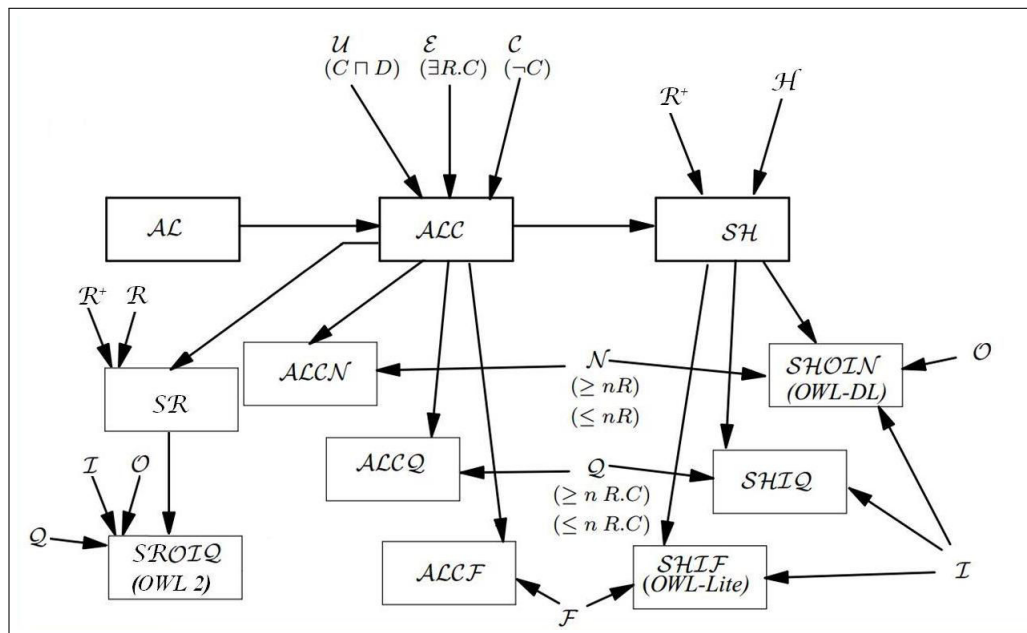 𝒰 ℰ 𝒞
(C ⊓ D) (∃R.C) (¬C)
ℛ⁺ ℋ
𝒜ℒ 𝒜ℒ𝒞 𝒮ℋ
ℛ⁺ ℛ
𝒜ℒ𝒞𝒩
𝒩
(≥ nR)
(≤ nR)
𝒮ℋ𝒪ℐ𝒩
(OWL-DL)
𝒪
𝒮ℛ
𝒜ℒ𝒞𝒬
𝒬
(≥ n R.C)
(≤ n R.C)
𝒮ℋℐ𝒬
ℐ 𝒪
𝒬
𝒮ℛ𝒪ℐ𝒬
(OWL 2)
𝒜ℒ𝒞ℱ
𝒮ℋℐℱ
(OWL-Lite)
ℐ
ℱ